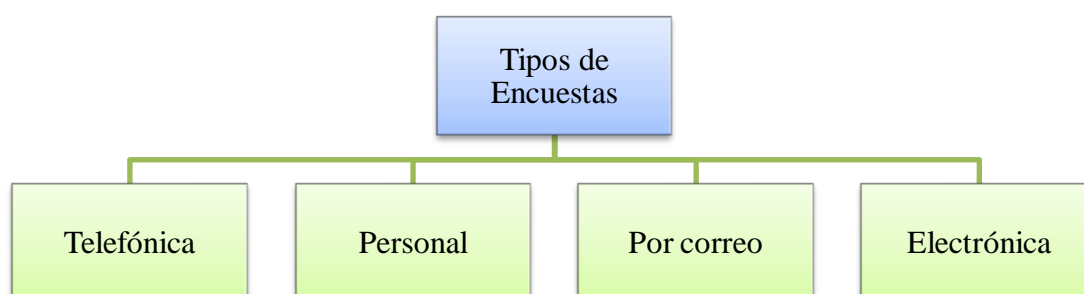 Tipos de
Encuestas
Telefónica
Personal
Por correo
Electrónica